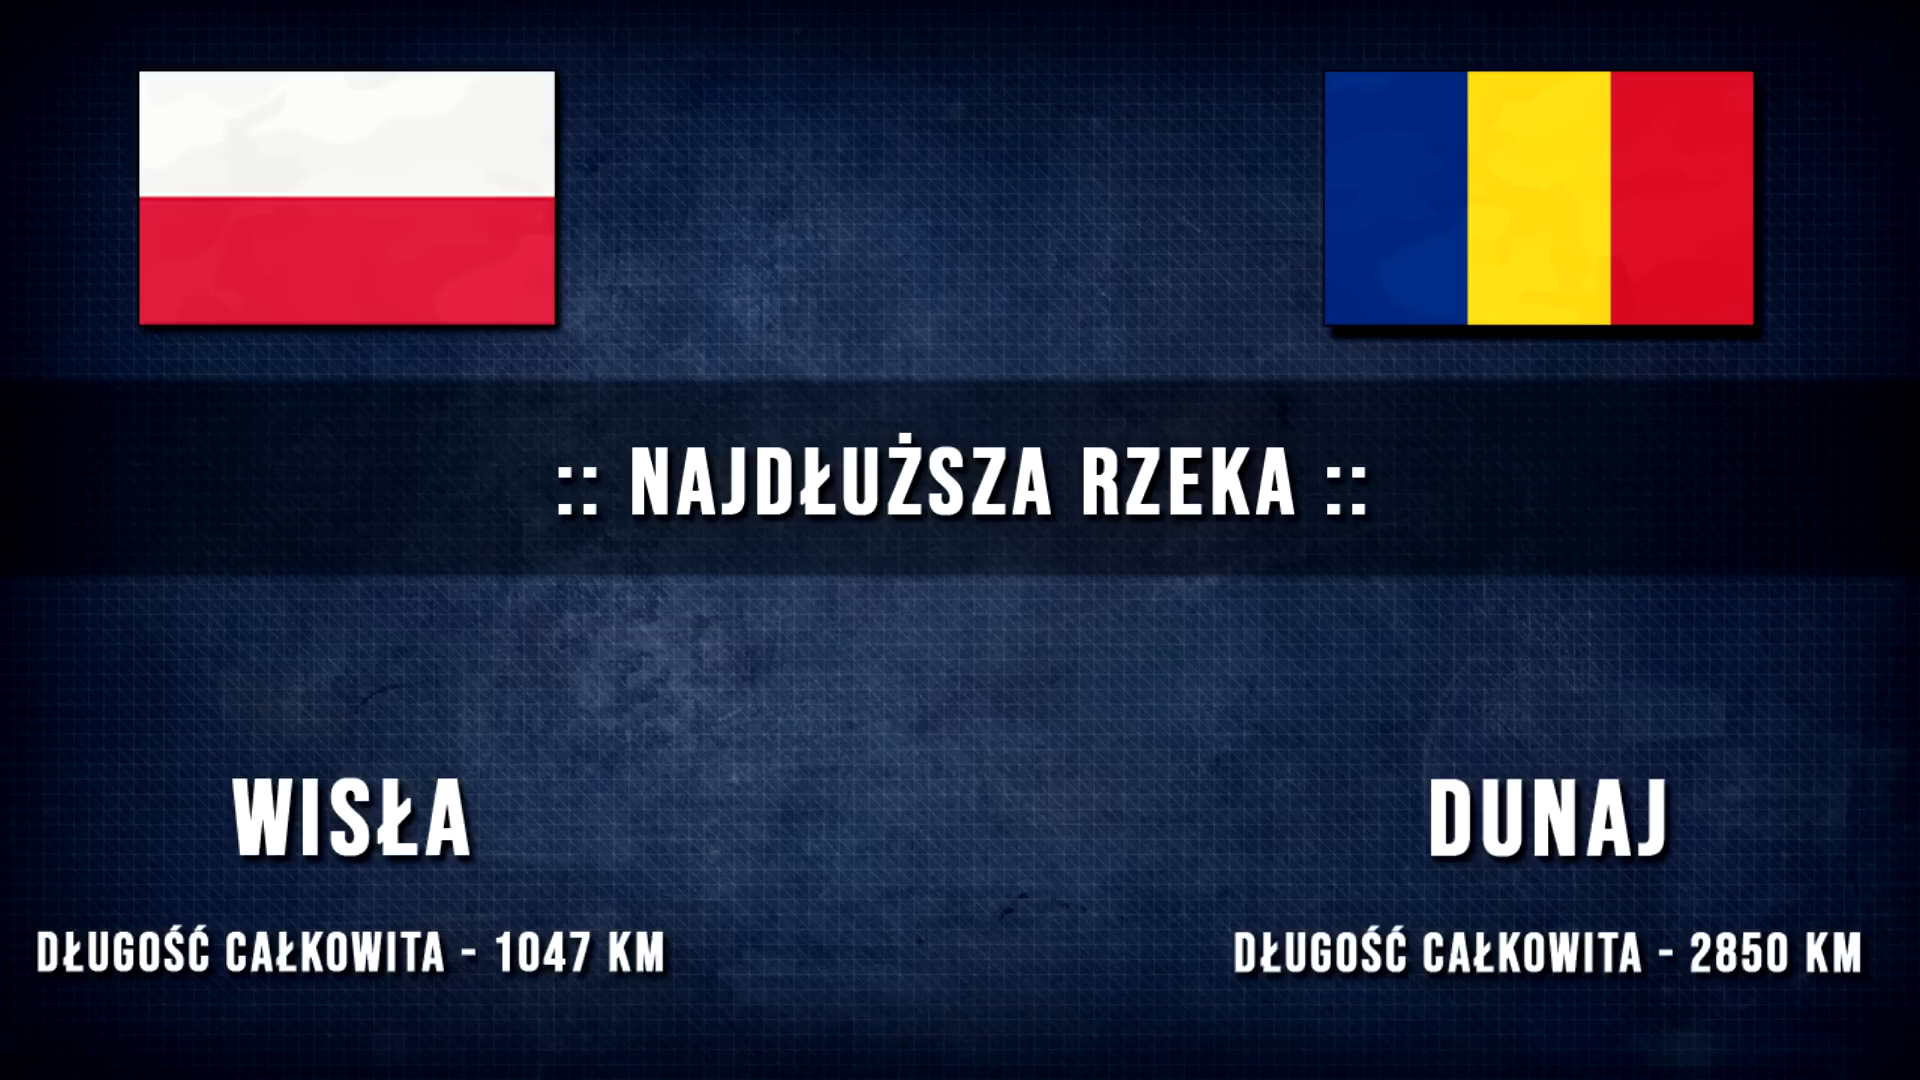 :: NAJDŁUŻSZA RZEKA ::
WISŁA
DŁUGOŚĆ CAŁKOWITA - 1047 KM
DUNAJ
DŁUGOŚĆ CAŁKOWITA - 2850 KM